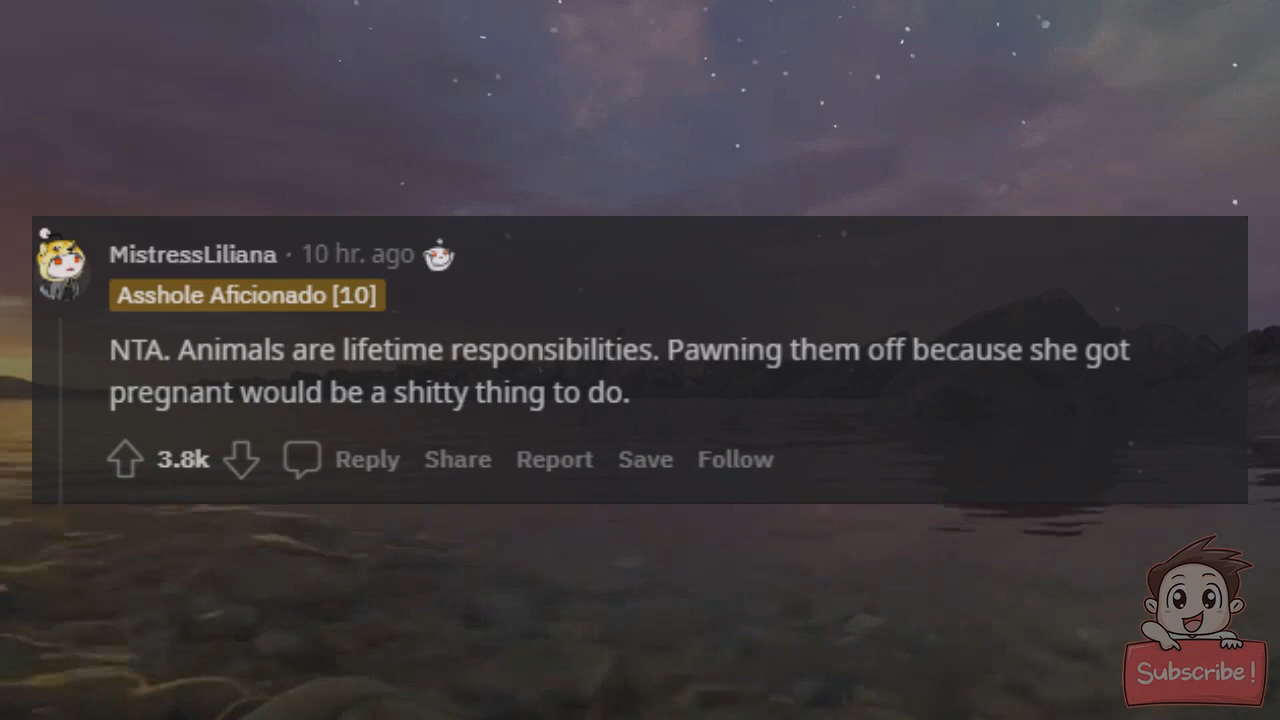 MistressLiliana · 10 hr. ago
Asshole Aficionado [10]
NTA. Animals are lifetime responsibilities. Pawning them off because she got
pregnant would be a shitty thing to do.
3.8k Reply Share Report Save Follow
Subscribe!